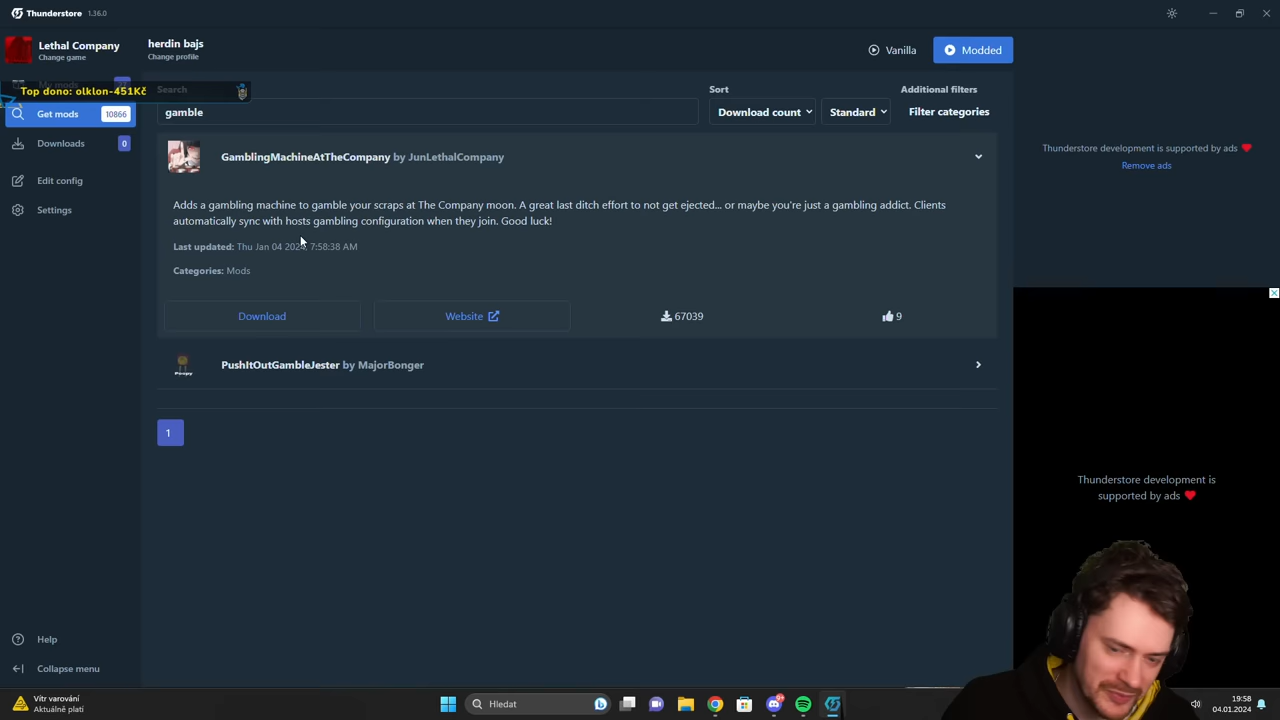 Thunderstore 1.36.0
Lethal Company
Change game
herdin bajs
Change profile
Vanilla
Modded
Top dono: olklon-451Kč
Get mods 10866
Downloads 0
Edit config
Settings
Search
gamble
Sort
Download count
Standard
Additional filters
Filter categories
GamblingMachineAtTheCompany by JunLethalCompany
Adds a gambling machine to gamble your scraps at The Company moon. A great last ditch effort to not get ejected... or maybe you're just a gambling addict. Clients
automatically sync with hosts gambling configuration when they join. Good luck!
Last updated: Thu Jan 04 2024, 7:58:38 AM
Categories: Mods
Download
Website
67039
9
PushItOutGambleJester by MajorBonger
1
Thunderstore development is supported by ads
Remove ads
Thunderstore development is
supported by ads
Help
Collapse menu
Vítr varování
Aktuálně platí
Hledat
19:58
04.01.2024